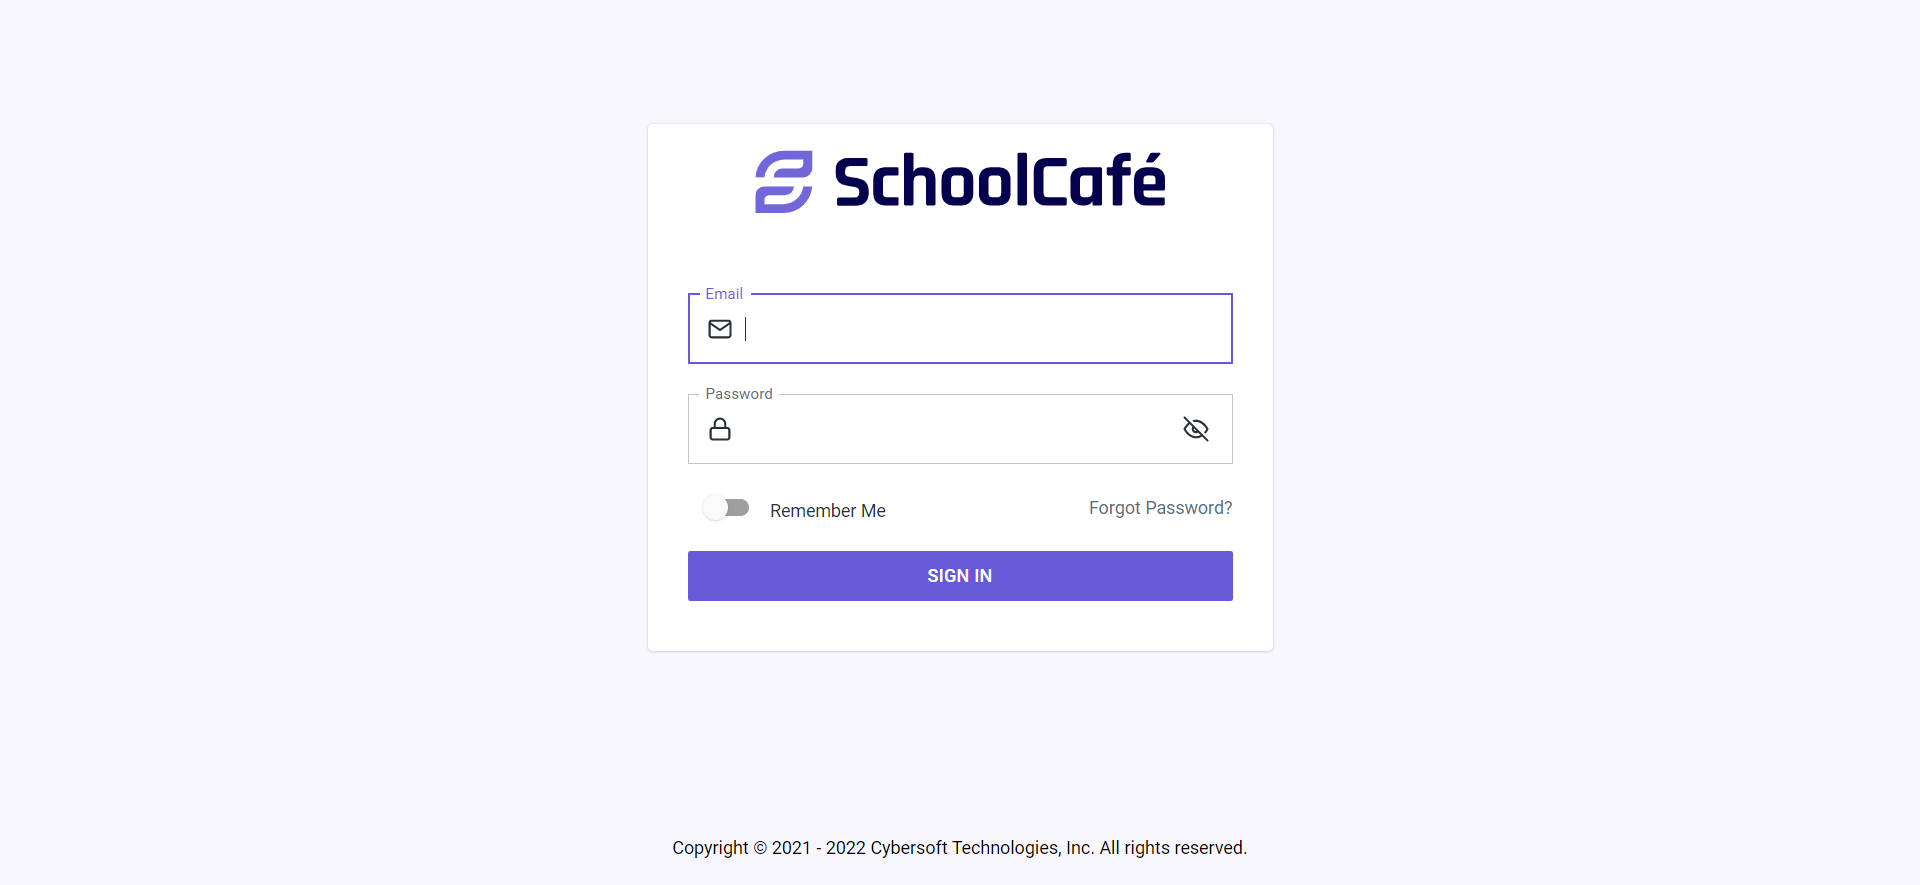 SchoolCafé
Email
Password
Remember Me
Forgot Password?
SIGN IN
Copyright © 2021 - 2022 Cybersoft Technologies, Inc. All rights reserved.